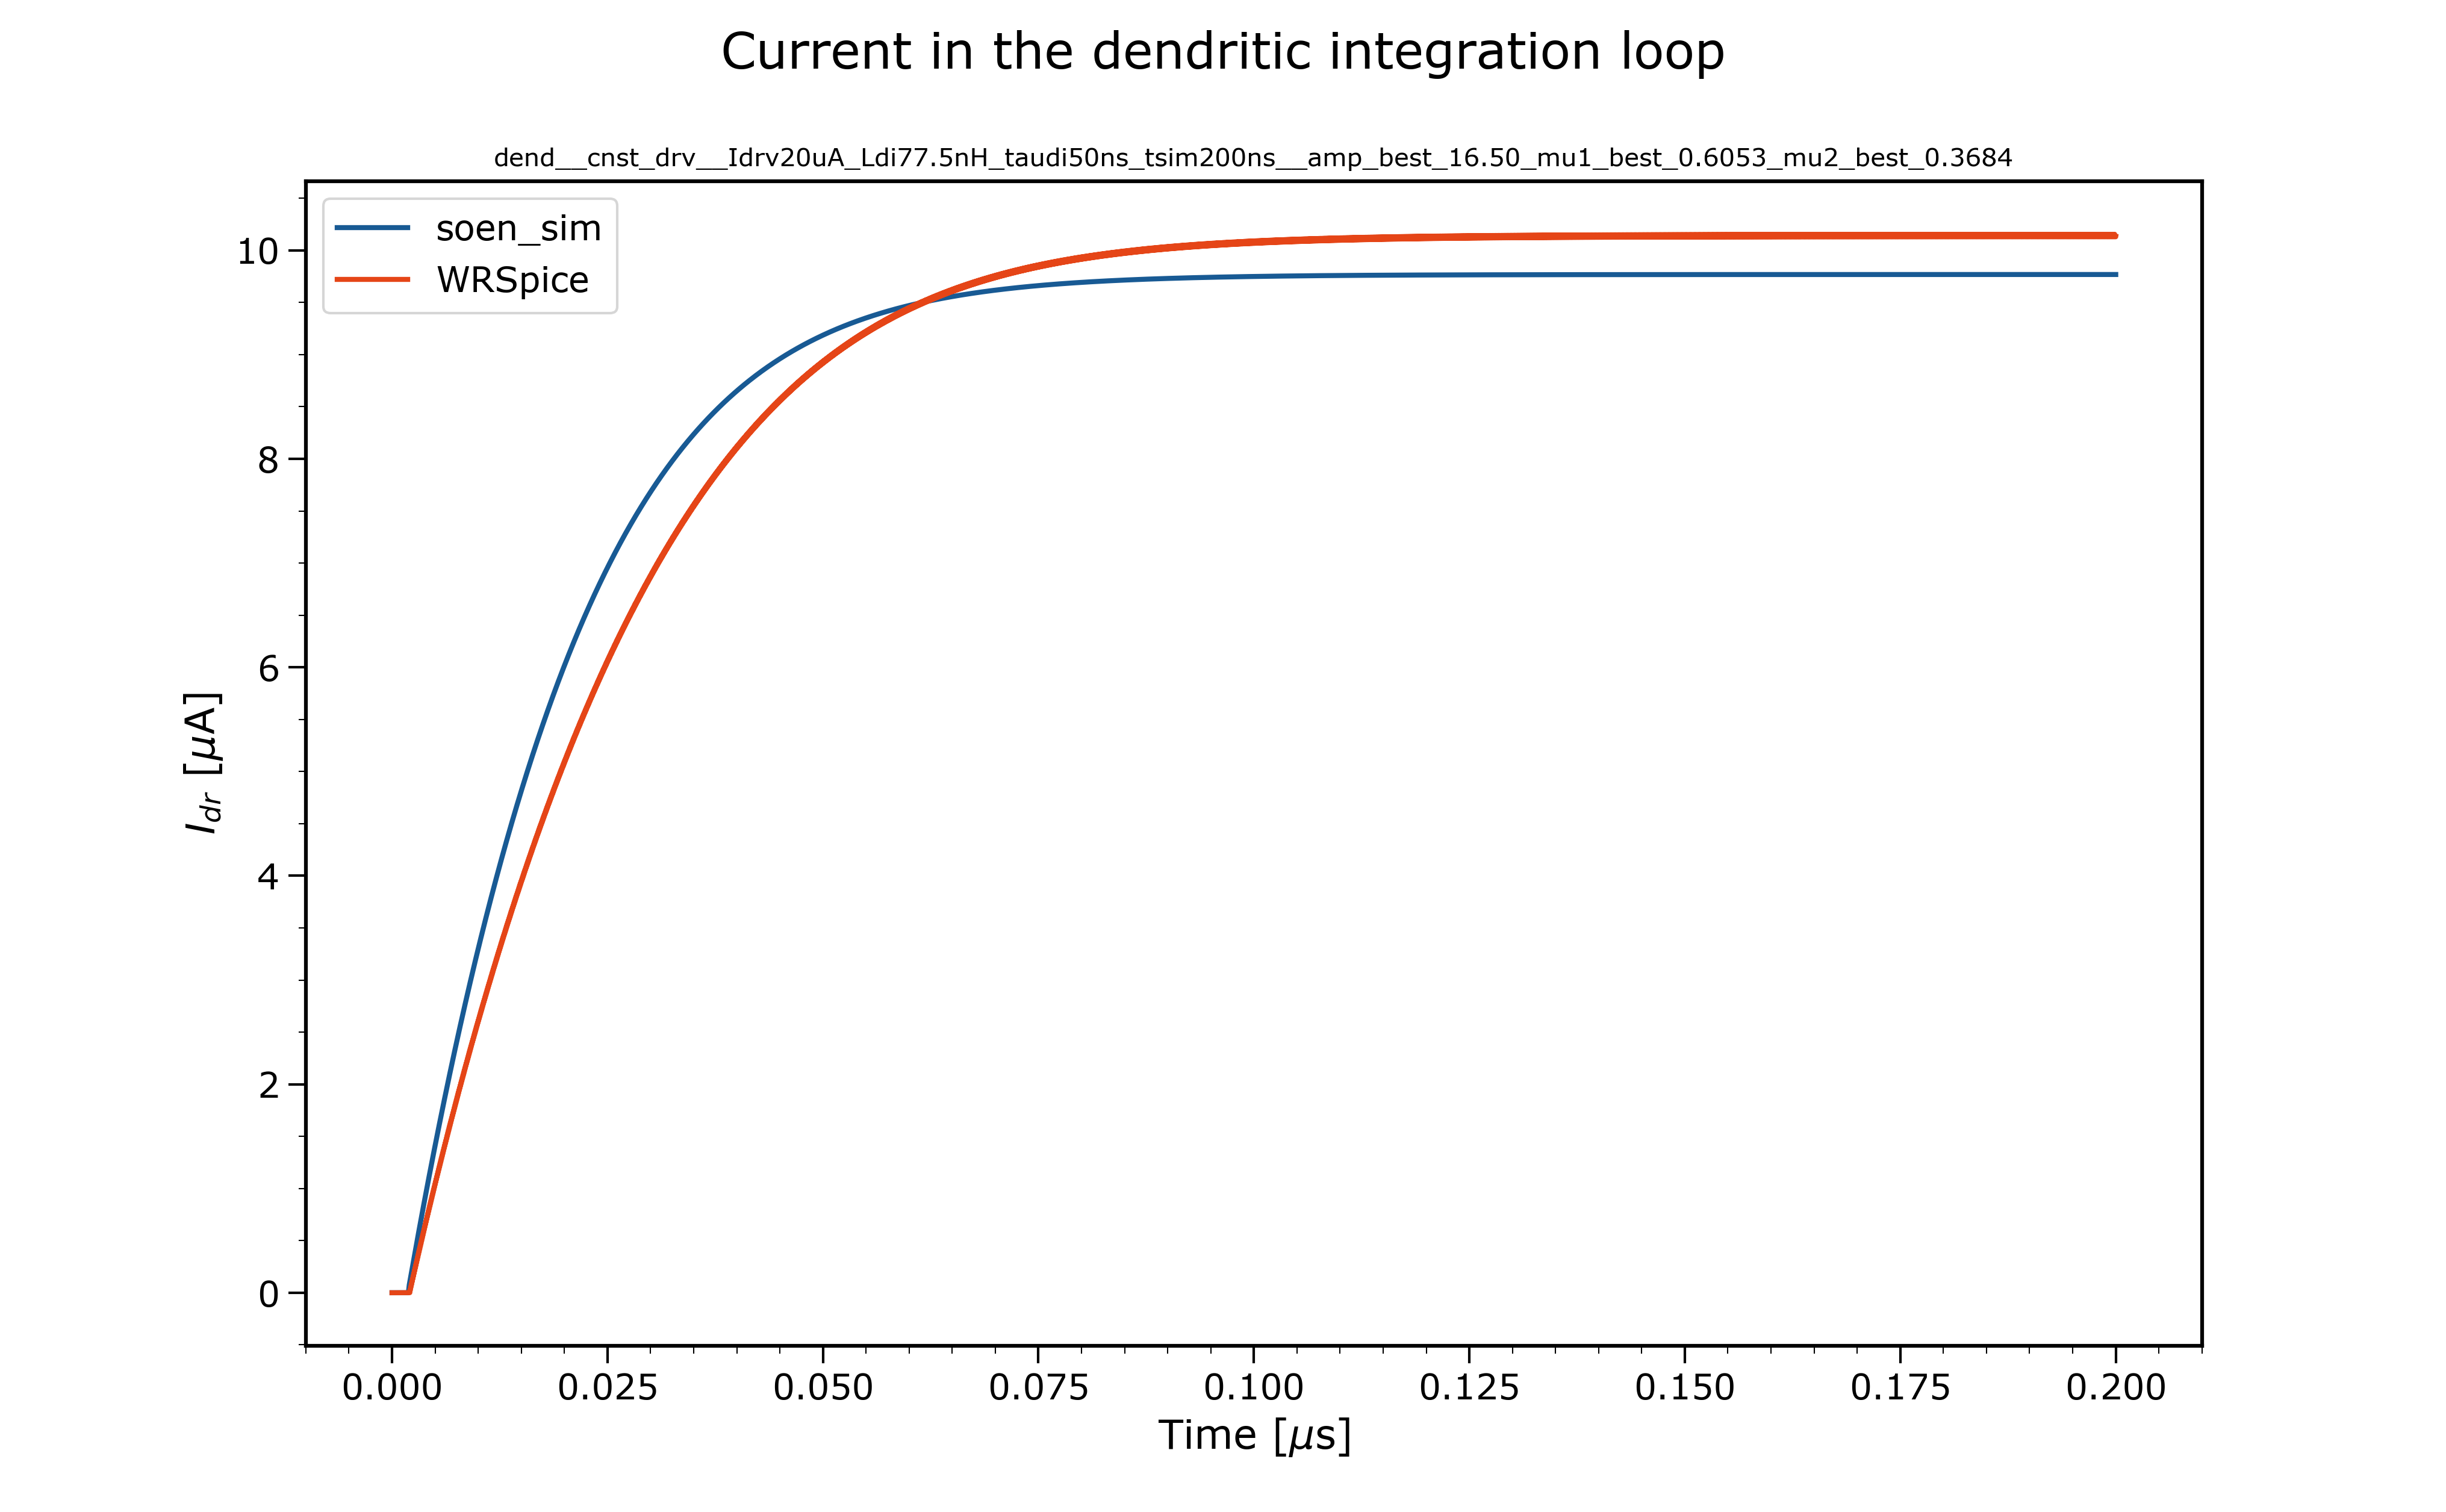 Current in the dendritic integration loop
dend__cnst_drv__Idrv20uA_Ldi77.5nH_taudi50ns_tsim200ns__amp_best_16.50_mu1_best_0.6053_mu2_best_0.3684
soen_sim
WRSpice
10
8
6
4
2
0
I_dr [μA]
0.000 0.025 0.050 0.075 0.100 0.125 0.150 0.175 0.200
Time [μs]